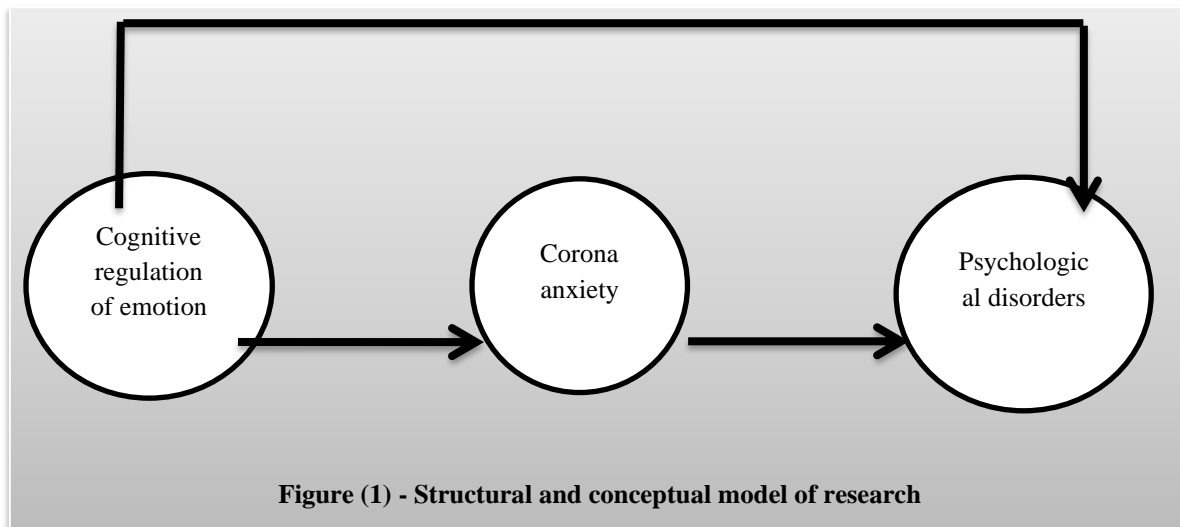 Cognitive
regulation
of emotion
Corona
anxiety
Psychologic
al disorders
Figure (1) - Structural and conceptual model of research